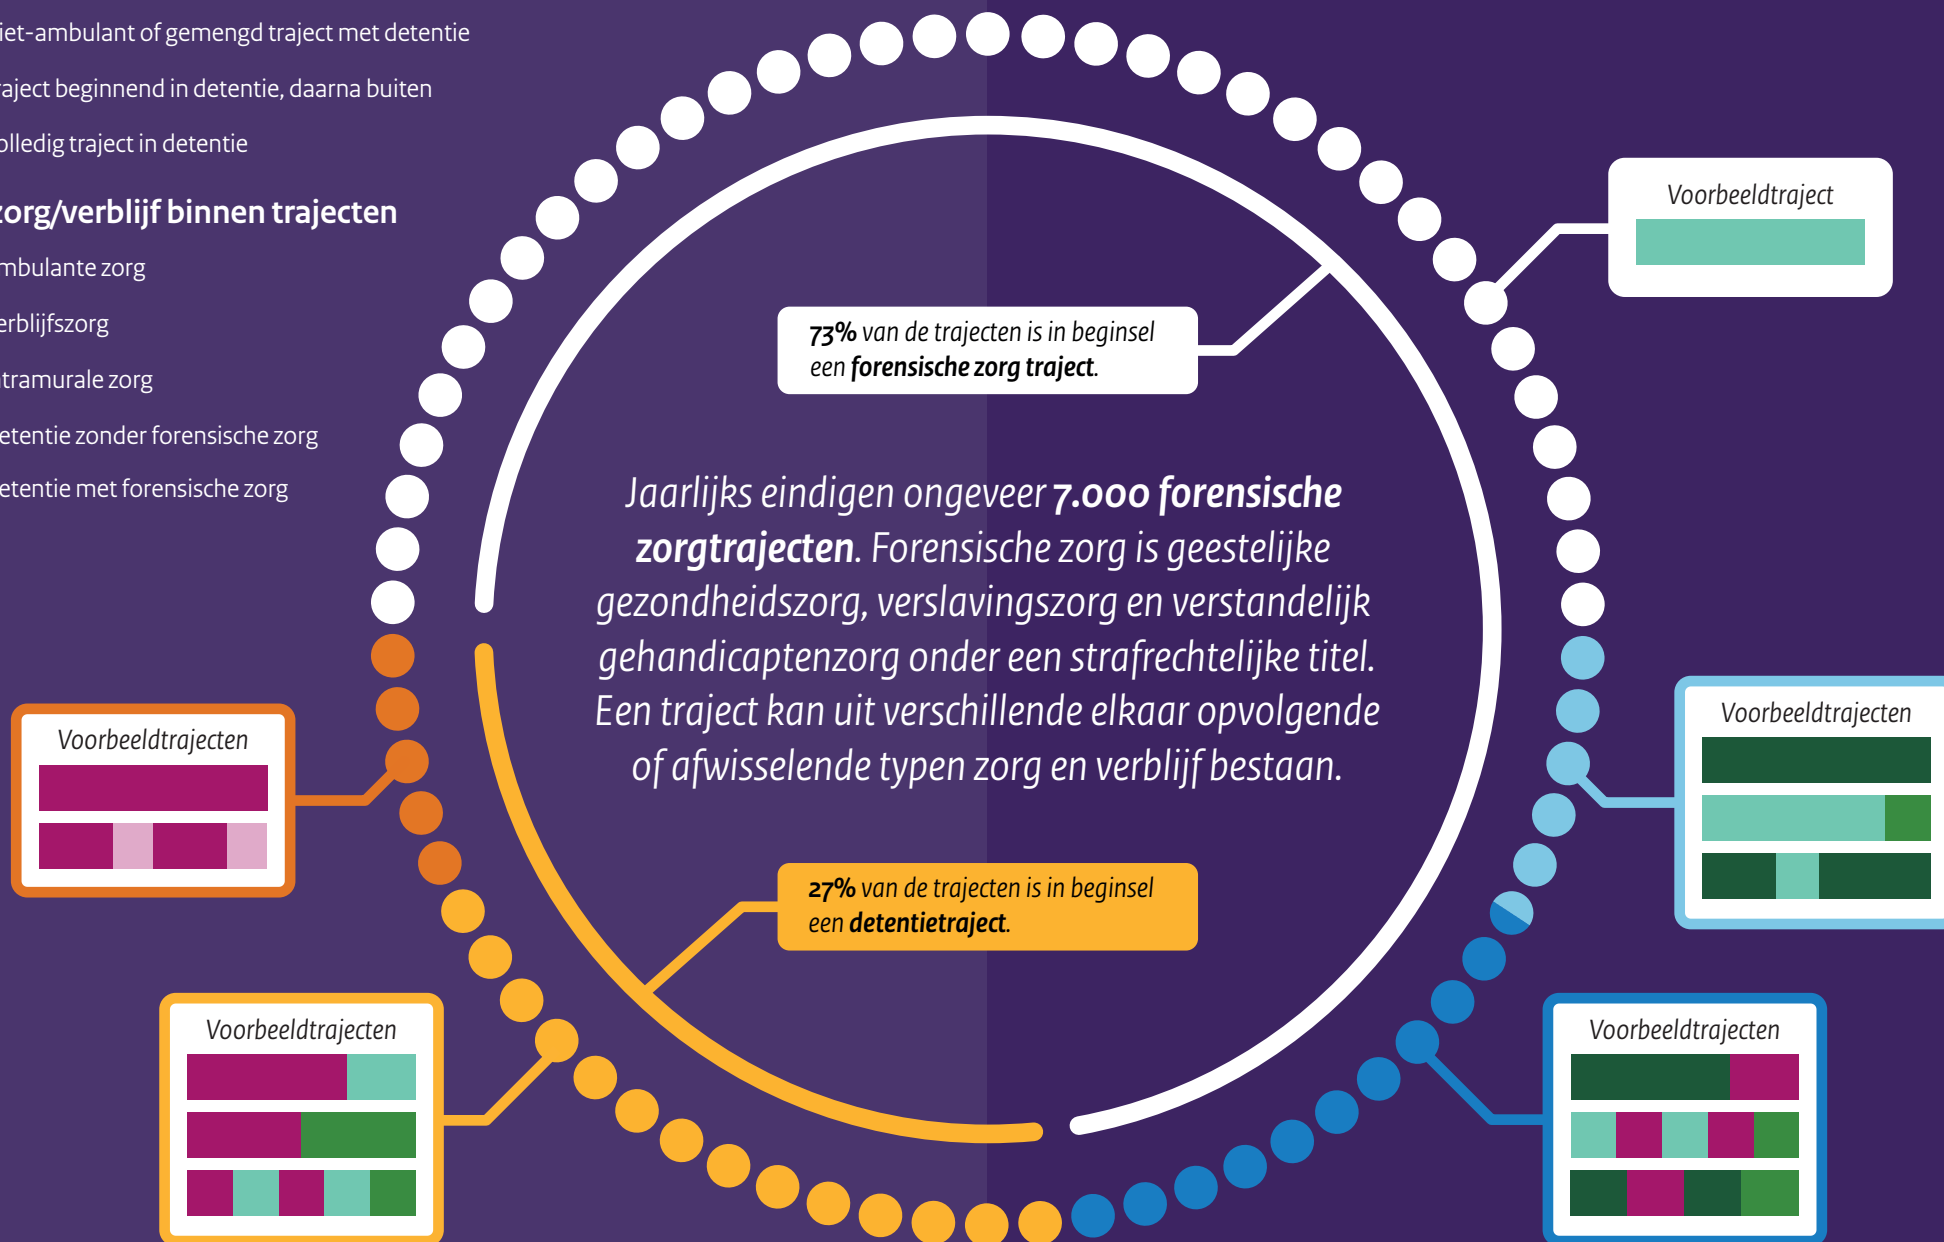 iet-ambulant of gemengd traject met detentie
aject beginnend in detentie, daarna buiten
olledig traject in detentie
zorg/verblijf binnen trajecten
mbulante zorg
erblijfszorg
ntramurale zorg
etentie zonder forensische zorg
etentie met forensische zorg
Voorbeeldtraject
73% van de trajecten is in beginsel
een forensische zorg traject.
Jaarlijks eindigen ongeveer 7.000 forensische
zorgtrajecten. Forensische zorg is geestelijke
gezondheidszorg, verslavingszorg en verstandelijk
gehandicaptenzorg onder een strafrechtelijke titel.
Een traject kan uit verschillende elkaar opvolgende
of afwisselende typen zorg en verblijf bestaan.
Voorbeeldtrajecten
Voorbeeldtrajecten
27% van de trajecten is in beginsel
een detentietraject.
Voorbeeldtrajecten
Voorbeeldtrajecten